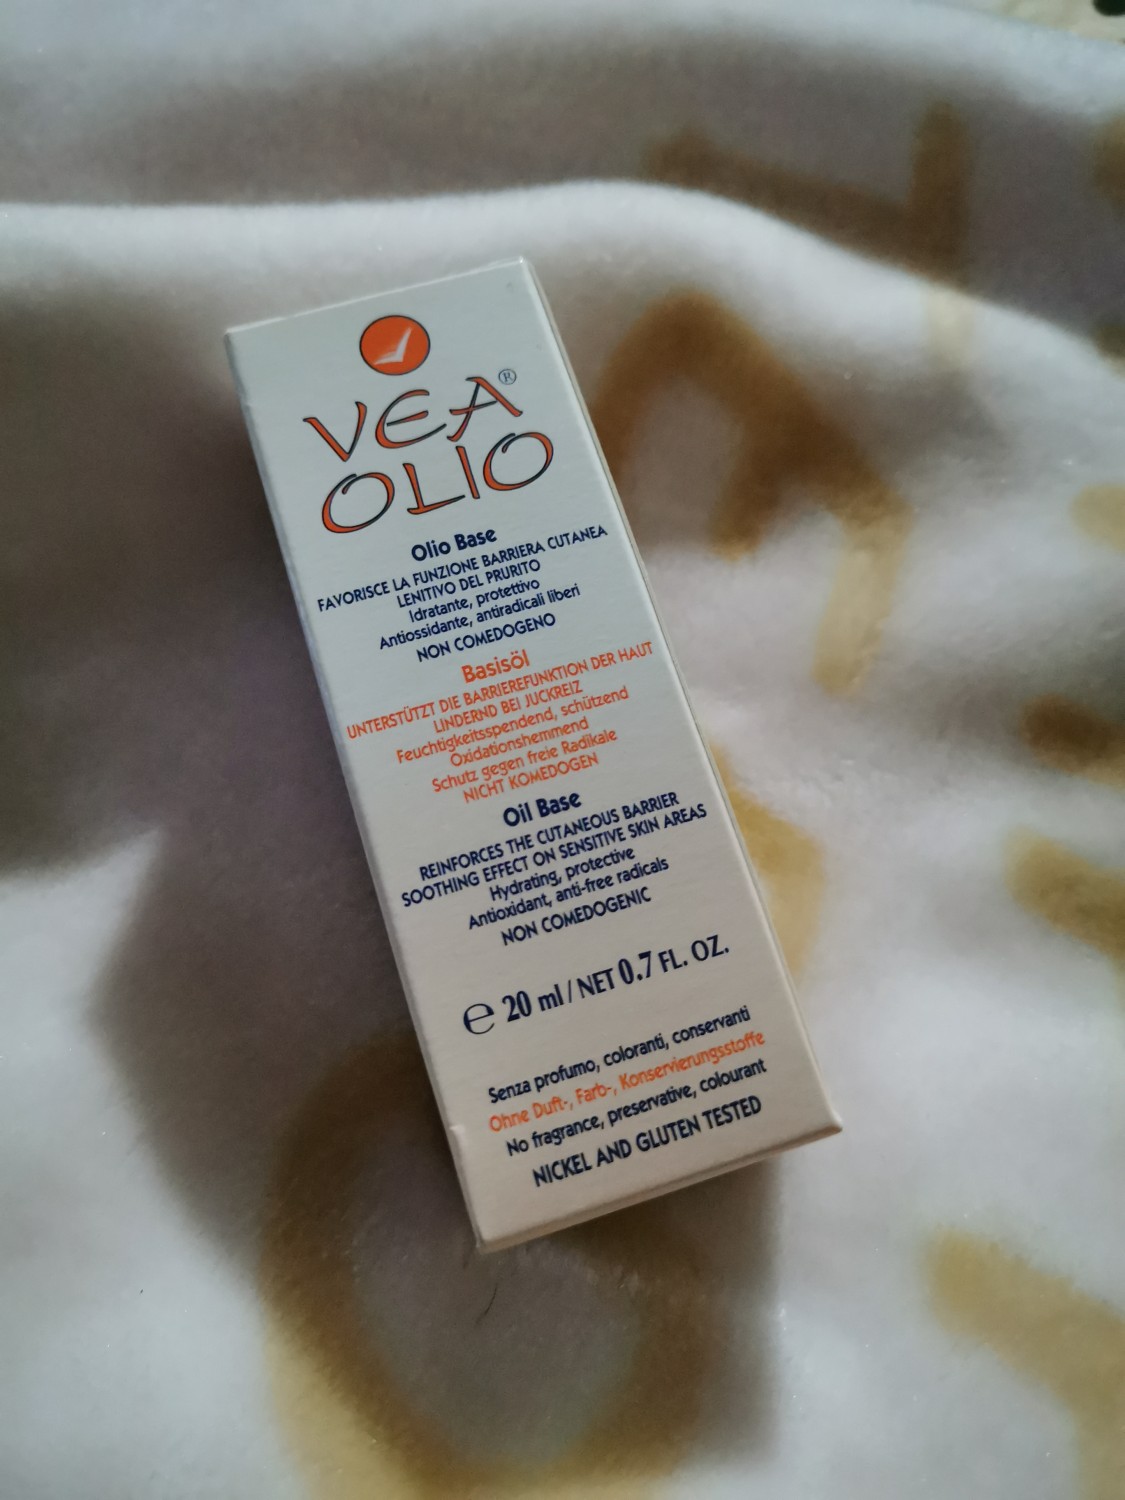 VEA®
OLIO
Olio Base
FAVORISCE LA FUNZIONE BARRIERA CUTANEA
LENITIVO DEL PRURITO
Idratante, protettivo
Antiossidante, antiradicali liberi
NON COMEDOGENO
Basisöl
UNTERSTÜTZT DIE BARRIEREFUNKTION DER HAUT
LINDERND BEI JUCKREIZ
Feuchtigkeitsspendend, schützend
Oxidationshemmend
Schutz gegen freie Radikale
NICHT KOMEDOGEN
Oil Base
REINFORCES THE CUTANEOUS BARRIER
SOOTHING EFFECT ON SENSITIVE SKIN AREAS
Hydrating, protective
Antioxidant, anti-free radicals
NON COMEDOGENIC
℮ 20 ml / NET 0.7 FL. OZ.
Senza profumo, coloranti, conservanti
Ohne Duft-, Farb-, Konservierungsstoffe
No fragrance, preservative, colourant
NICKEL AND GLUTEN TESTED